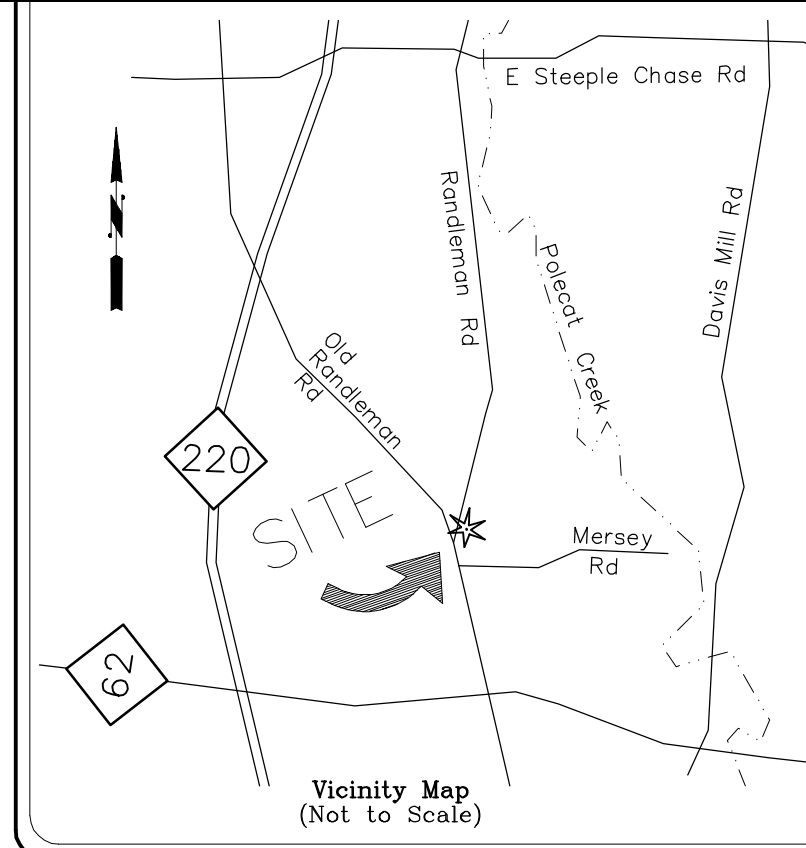 E Steeple Chase Rd
N
Randleman Rd
Davis Mill Rd
Polecat Creek
Old
Randleman
Rd
220
SITE
Mersey
Rd
62
Vicinity Map
(Not to Scale)